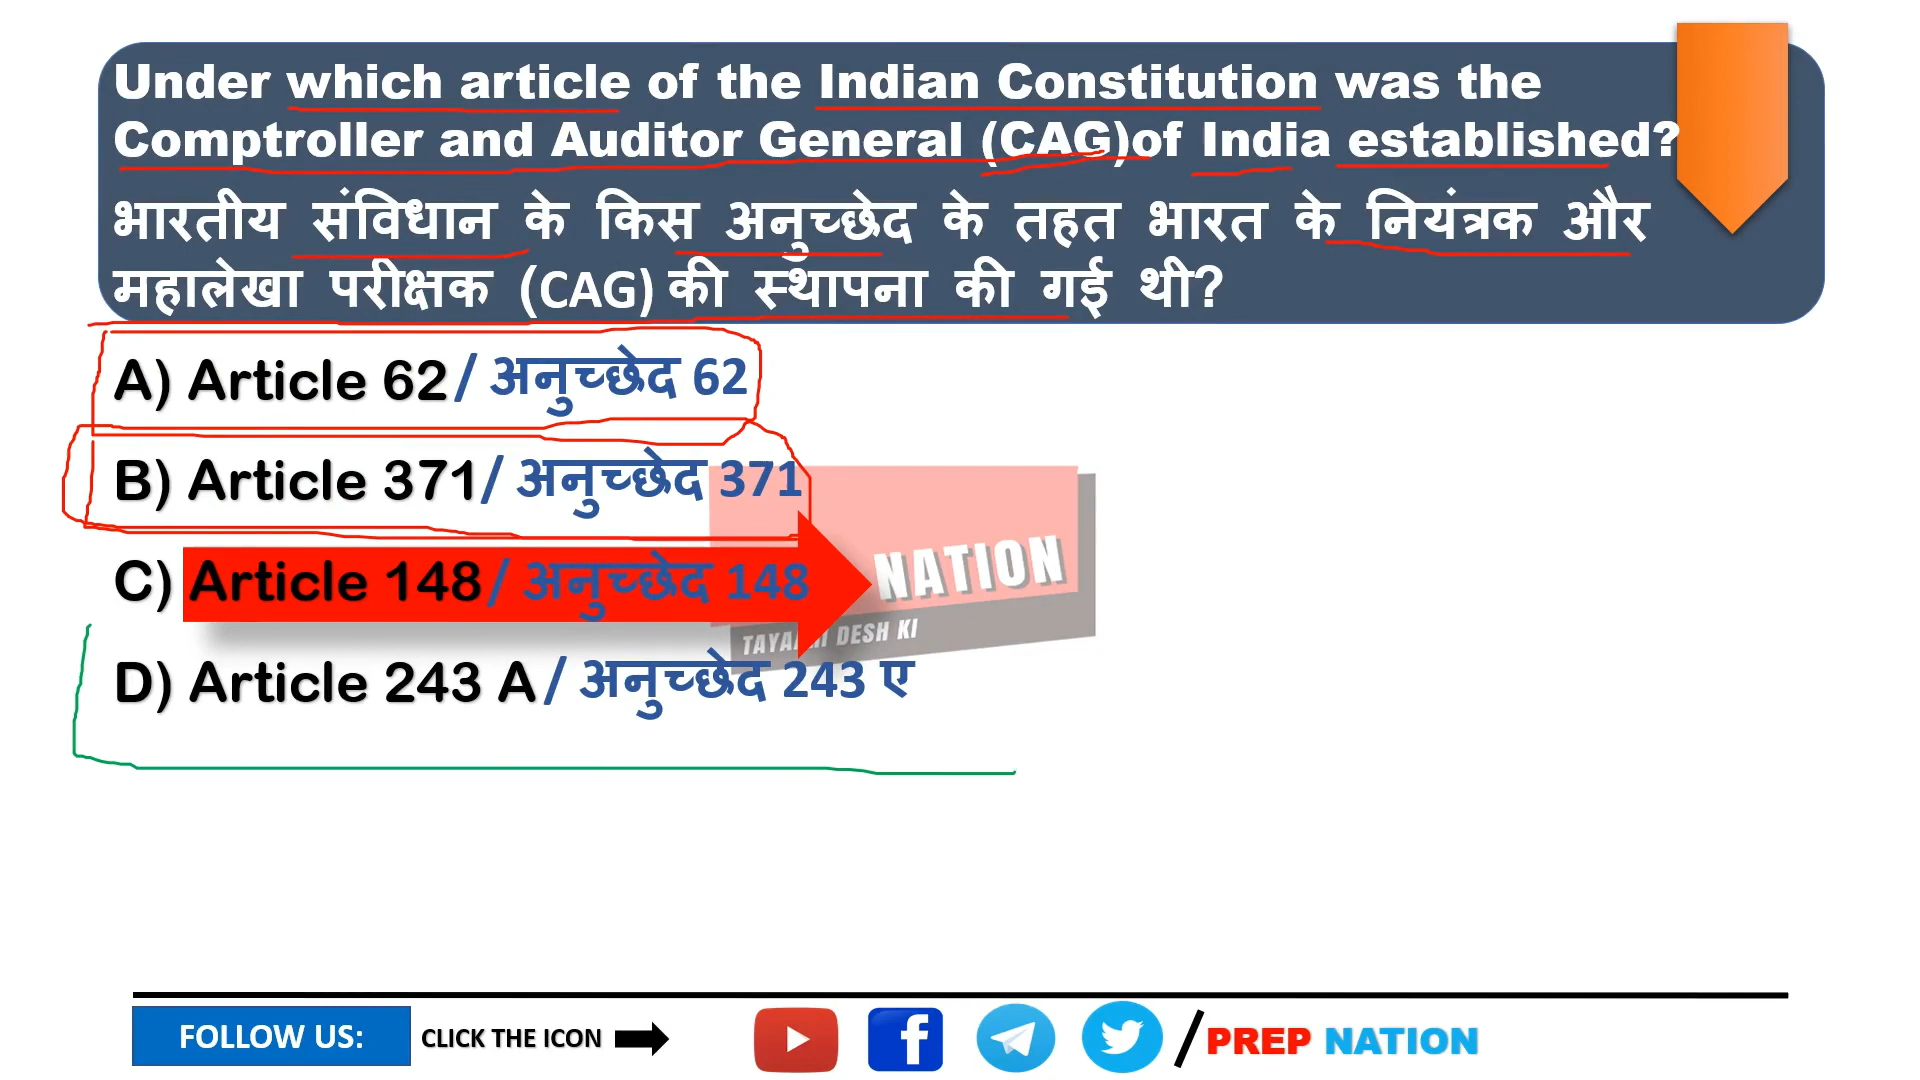 Under which article of the Indian Constitution was the
Comptroller and Auditor General (CAG)of India established?
भारतीय संविधान के किस अनुच्छेद के तहत भारत के नियंत्रक और
महालेखा परीक्षक (CAG) की स्थापना की गई थी?
A) Article 62/ अनुच्छेद 62
B) Article 371/ अनुच्छेद 371
C) Article 148/ अनुच्छेद 148
NATION
DESH KI
D) Article 243 A/ अनुच्छेद 243 ए
FOLLOW US: CLICK THE ICON /PREP NATION